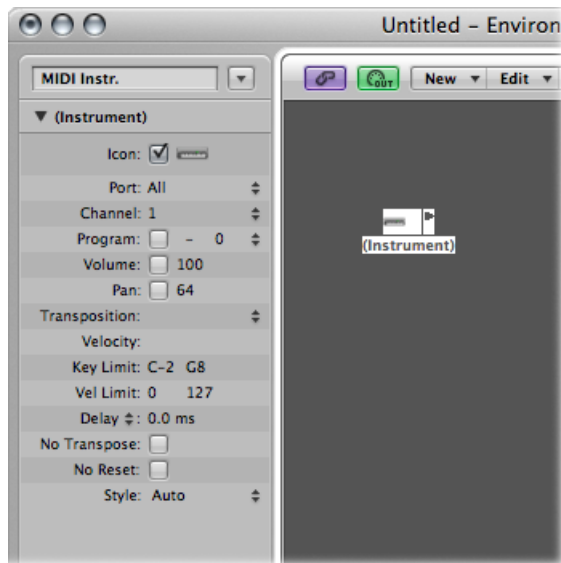 Untitled – Environ
MIDI Instr.
OUT
New
Edit
(Instrument)
Icon:
Port: All
Channel: 1
Program: – 0
Volume: 100
Pan: 64
Transposition:
Velocity:
Key Limit: C-2 G8
Vel Limit: 0 127
Delay : 0.0 ms
No Transpose:
No Reset:
Style: Auto
(Instrument)